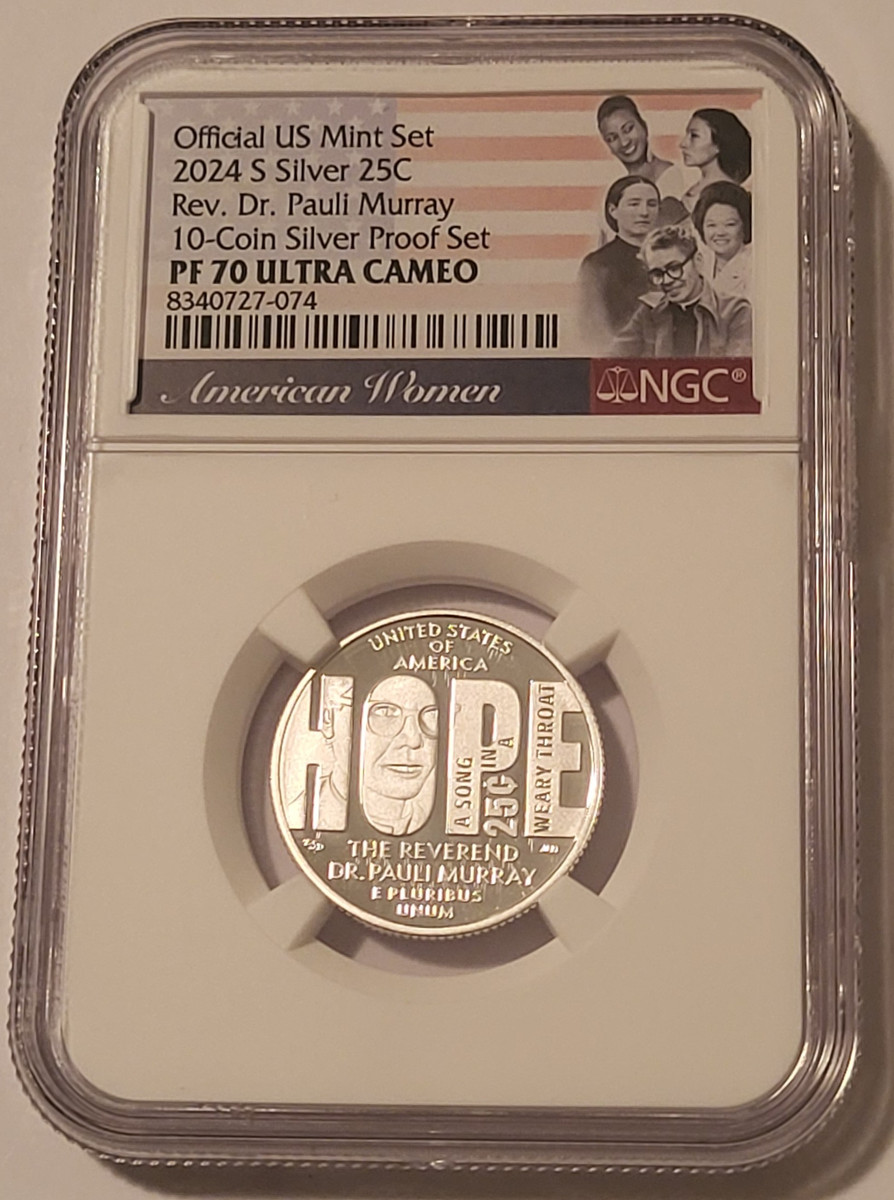 Official US Mint Set
2024 S Silver 25C
Rev. Dr. Pauli Murray
10-Coin Silver Proof Set
PF 70 ULTRA CAMEO
8340727-074
American Women
NGC®
UNITED STATES
OF
AMERICA
HOPE
A SONG
IN
A
WEARY THROAT
25¢
THE REVEREND
DR. PAULI MURRAY
E PLURIBUS
UNUM